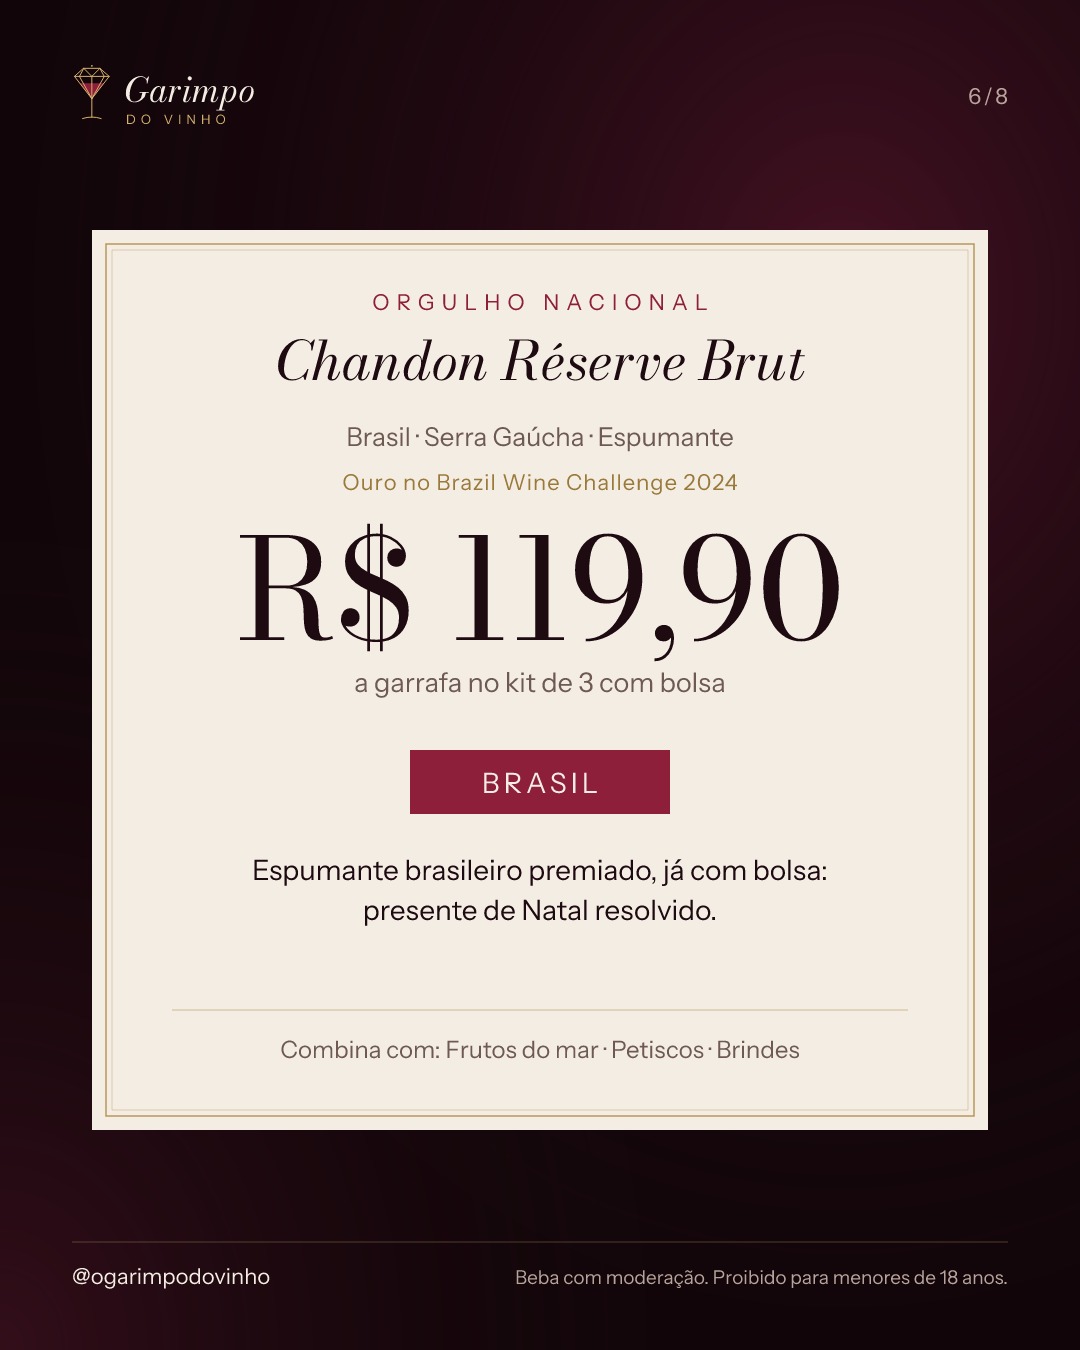 Garimpo
DO VINHO
6/8
ORGULHO NACIONAL
Chandon Réserve Brut
Brasil · Serra Gaúcha · Espumante
Ouro no Brazil Wine Challenge 2024
R$ 119,90
a garrafa no kit de 3 com bolsa
BRASIL
Espumante brasileiro premiado, já com bolsa:
presente de Natal resolvido.
Combina com: Frutos do mar · Petiscos · Brindes
@ogarimpodovinho
Beba com moderação. Proibido para menores de 18 anos.